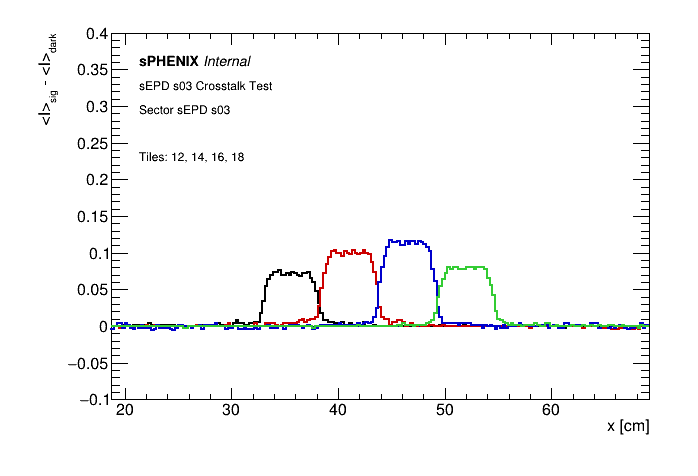 <I>sig - <I>dark
0.4
0.35
0.3
0.25
0.2
0.15
0.1
0.05
0
−0.05
−0.1
sPHENIX Internal
sEPD s03 Crosstalk Test
Sector sEPD s03
Tiles: 12, 14, 16, 18
20 30 40 50 60
x [cm]